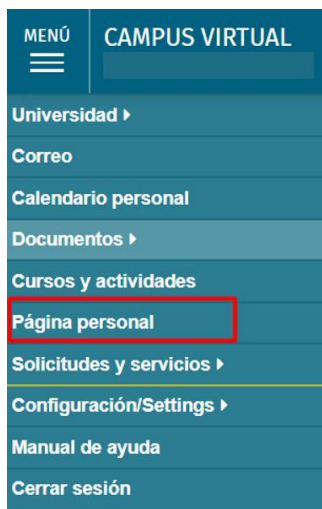 MENÚ
CAMPUS VIRTUAL
Universidad
Correo
Calendario personal
Documentos
Cursos y actividades
Página personal
Solicitudes y servicios
Configuración/Settings
Manual de ayuda
Cerrar sesión